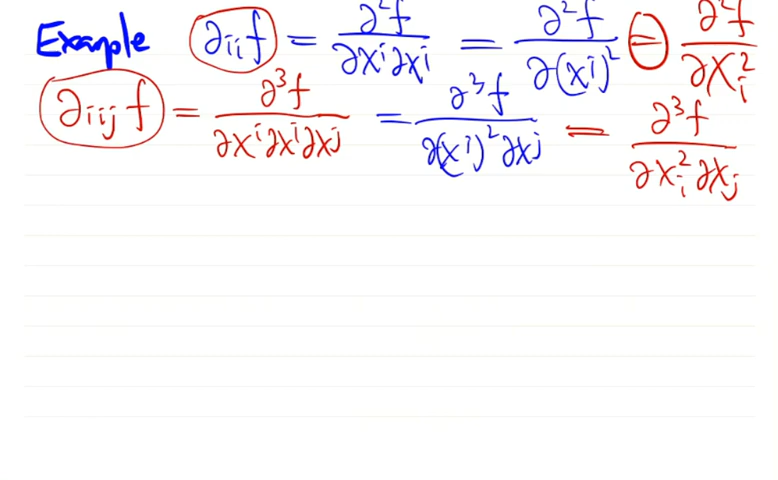 Example ∂ᵢᵢf = ∂²f/∂xⁱ∂xⁱ = ∂²f/∂(xⁱ)² = ∂²f/∂xᵢ²
∂ᵢᵢⱼf = ∂³f/∂xⁱ∂xⁱ∂xʲ = ∂³f/∂(xⁱ)²∂xʲ = ∂³f/∂xᵢ²∂xⱼ